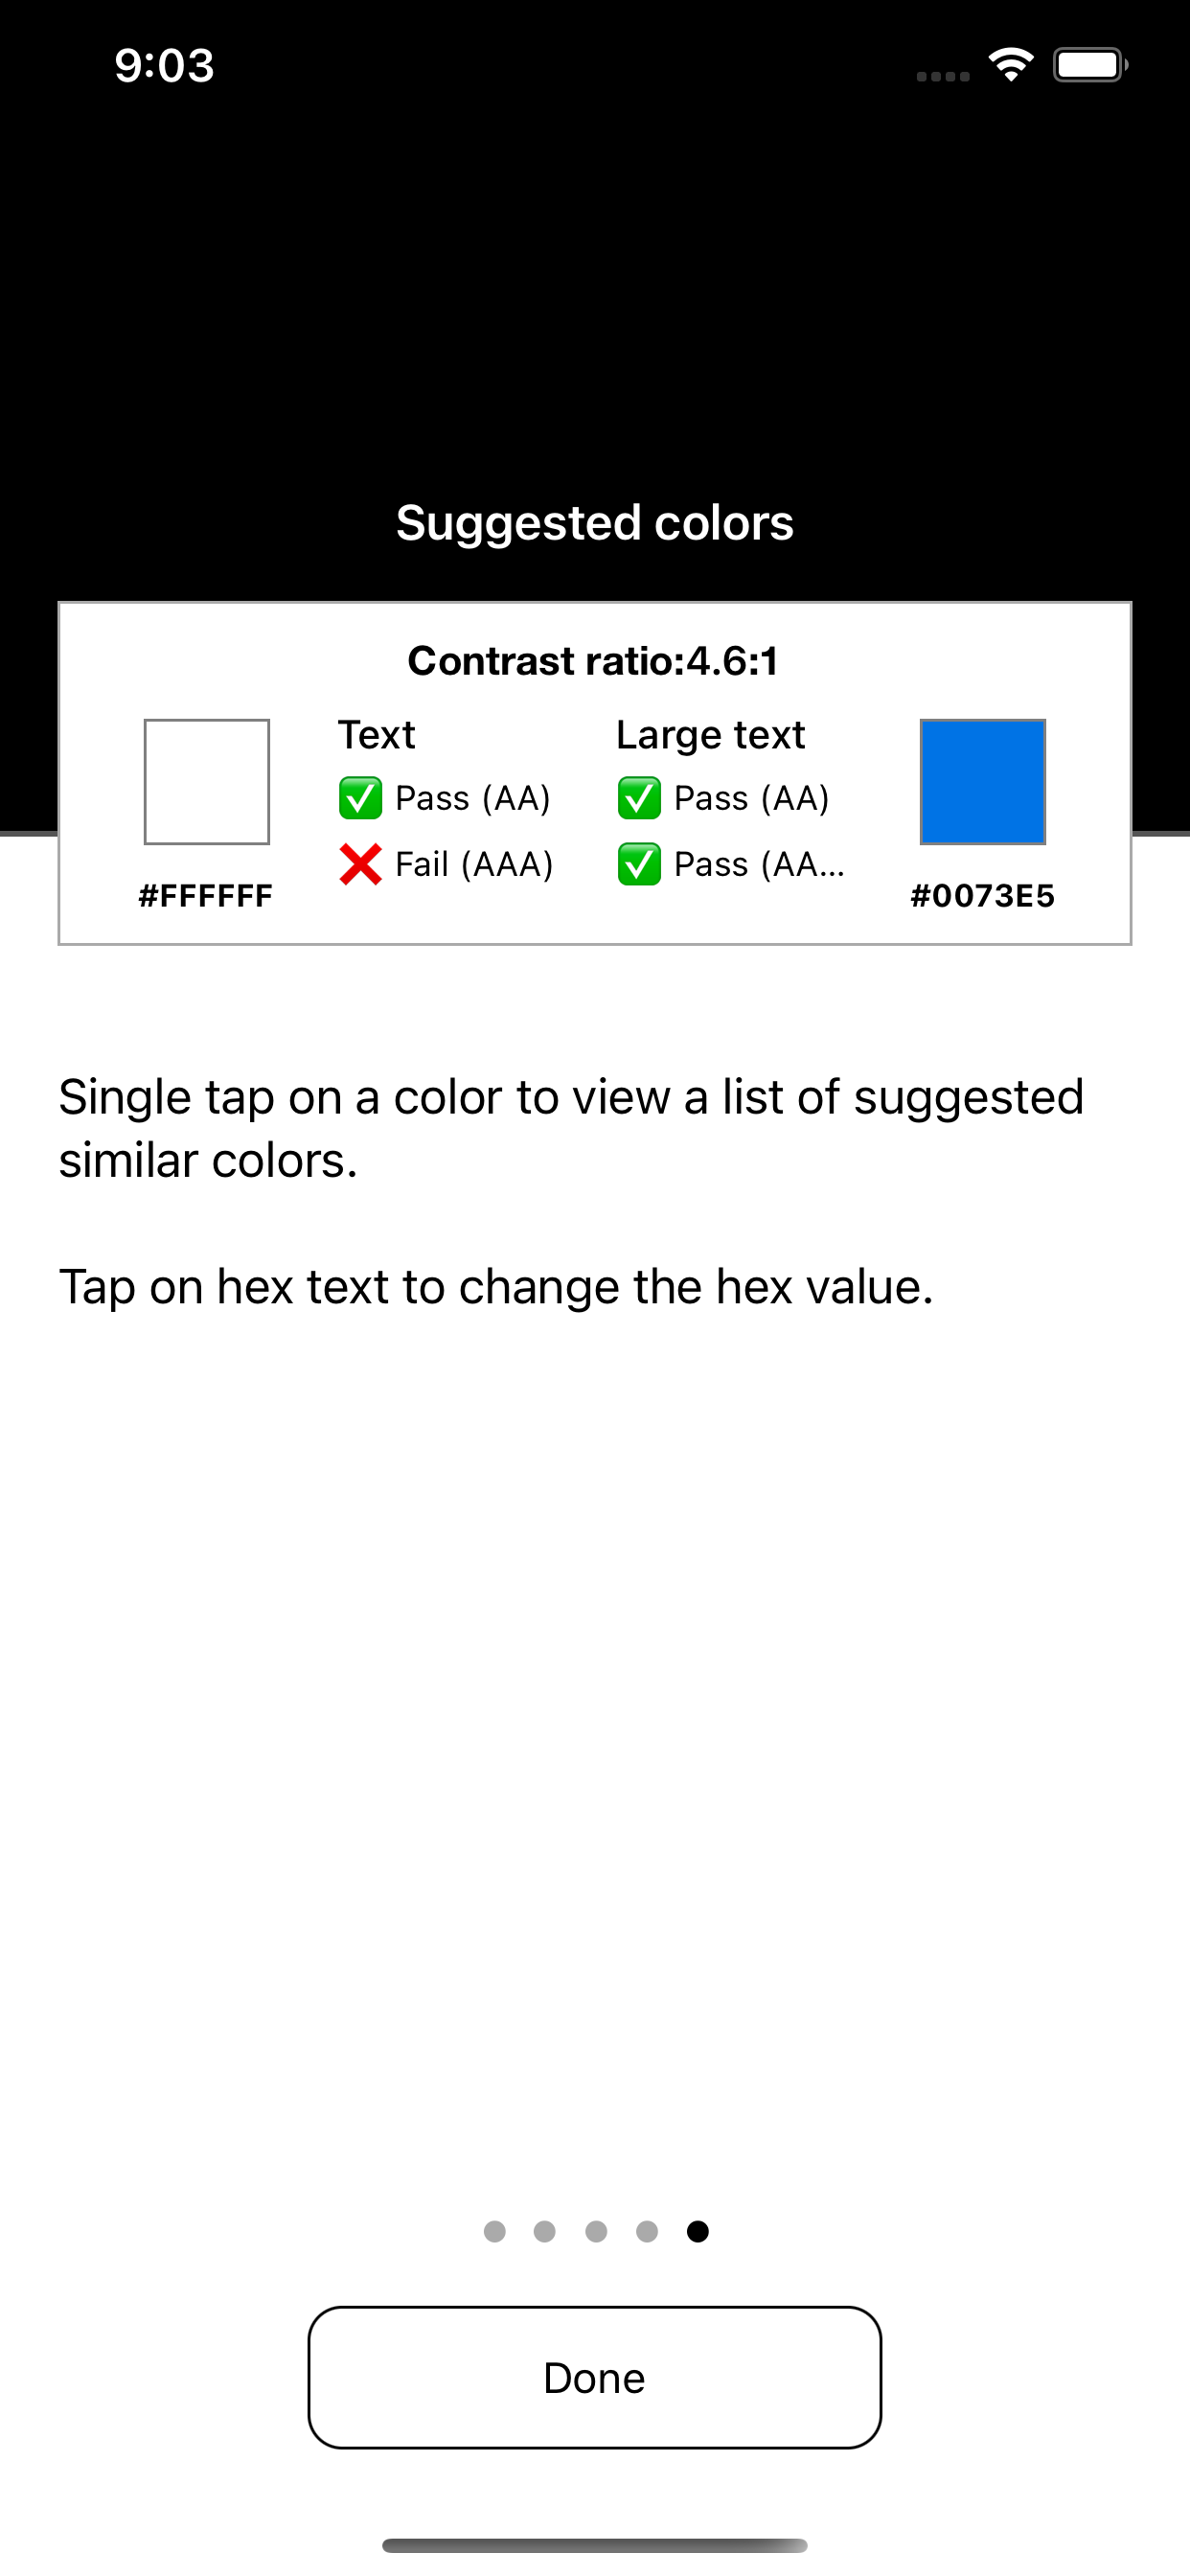 9:03
Suggested colors
Contrast ratio:4.6:1
Text
Large text
✅ Pass (AA)
✅ Pass (AA)
❌ Fail (AAA)
✅ Pass (AA...
#FFFFFF
#0073E5
Single tap on a color to view a list of suggested
similar colors.
Tap on hex text to change the hex value.
Done